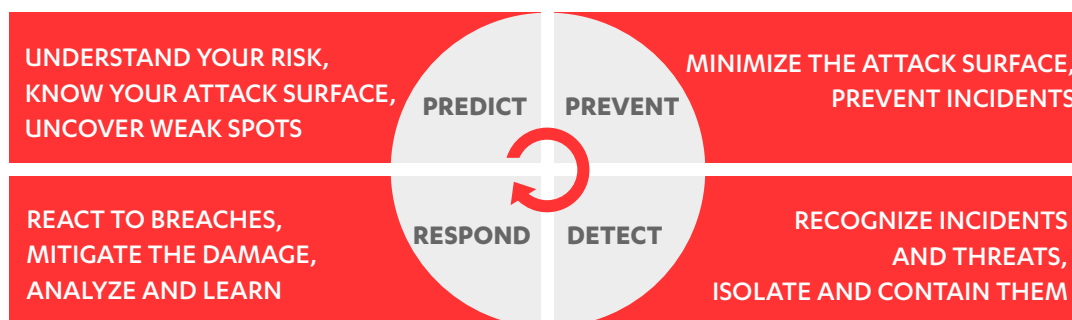 UNDERSTAND YOUR RISK,
KNOW YOUR ATTACK SURFACE,
UNCOVER WEAK SPOTS
PREDICT
PREVENT
MINIMIZE THE ATTACK SURFACE,
PREVENT INCIDENTS
REACT TO BREACHES,
MITIGATE THE DAMAGE,
ANALYZE AND LEARN
RESPOND
DETECT
RECOGNIZE INCIDENTS
AND THREATS,
ISOLATE AND CONTAIN THEM